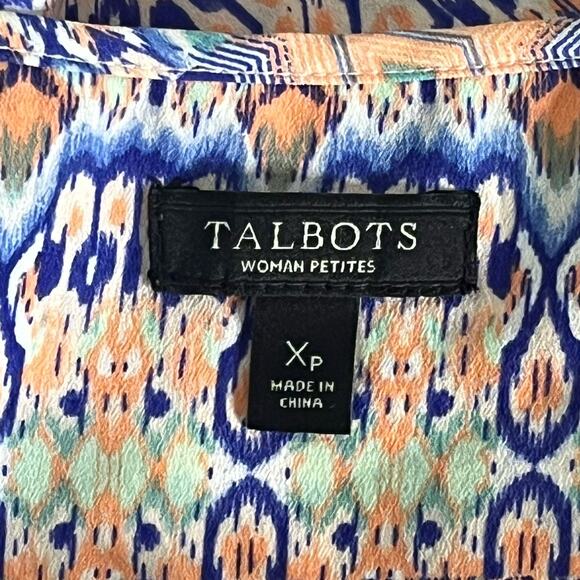 TALBOTS
WOMAN PETITES
XP
MADE IN
CHINA